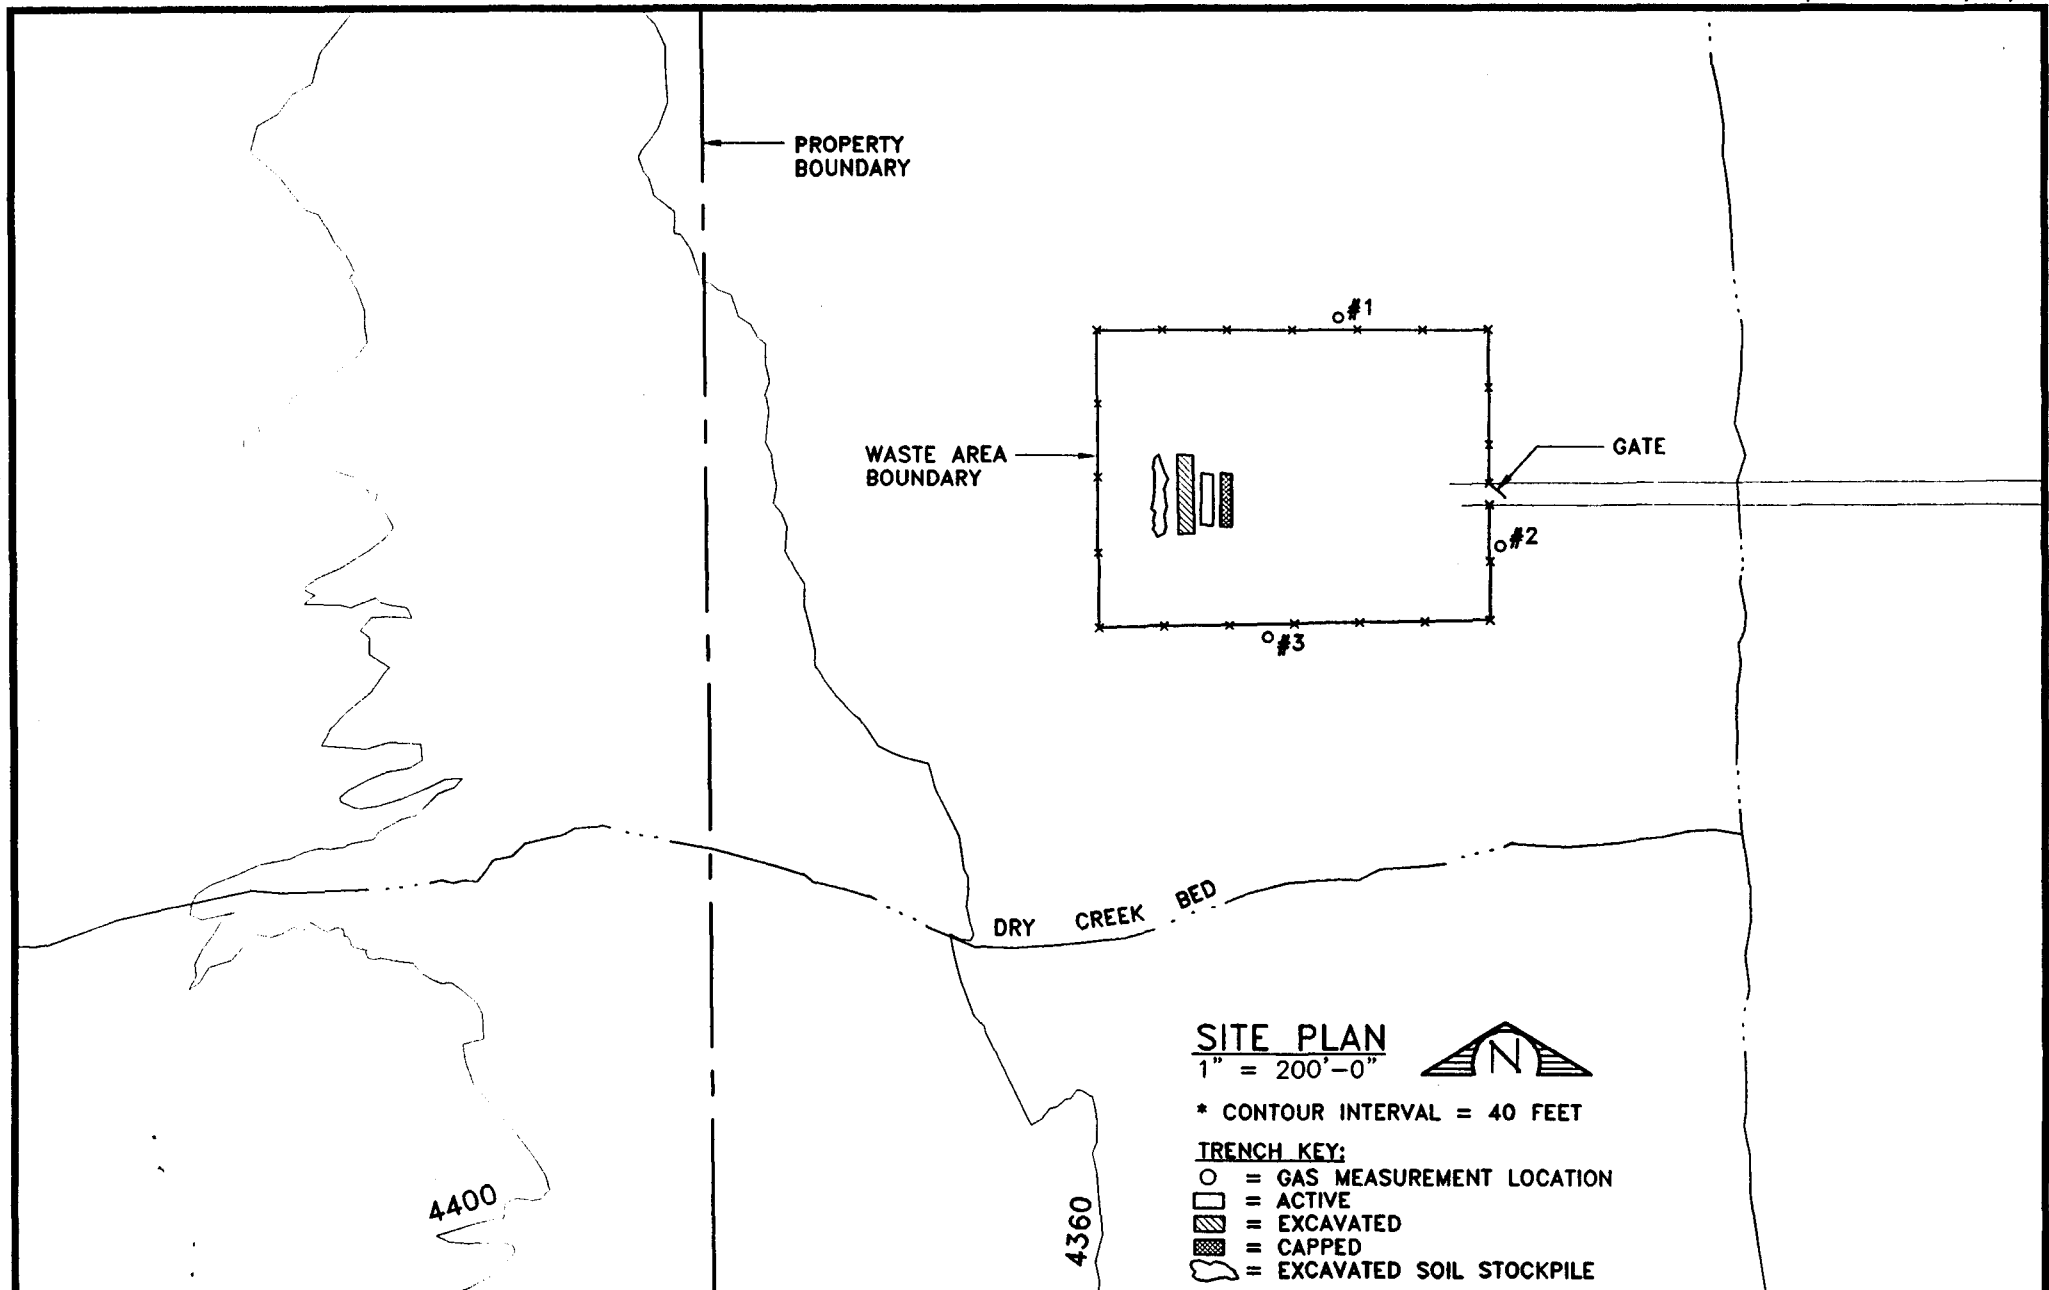 PROPERTY
BOUNDARY
#1
WASTE AREA
BOUNDARY
GATE
#2
#3
DRY CREEK BED
SITE PLAN
1" = 200'-0"
N
* CONTOUR INTERVAL = 40 FEET
TRENCH KEY:
= GAS MEASUREMENT LOCATION
= ACTIVE
= EXCAVATED
= CAPPED
= EXCAVATED SOIL STOCKPILE
4400
4360